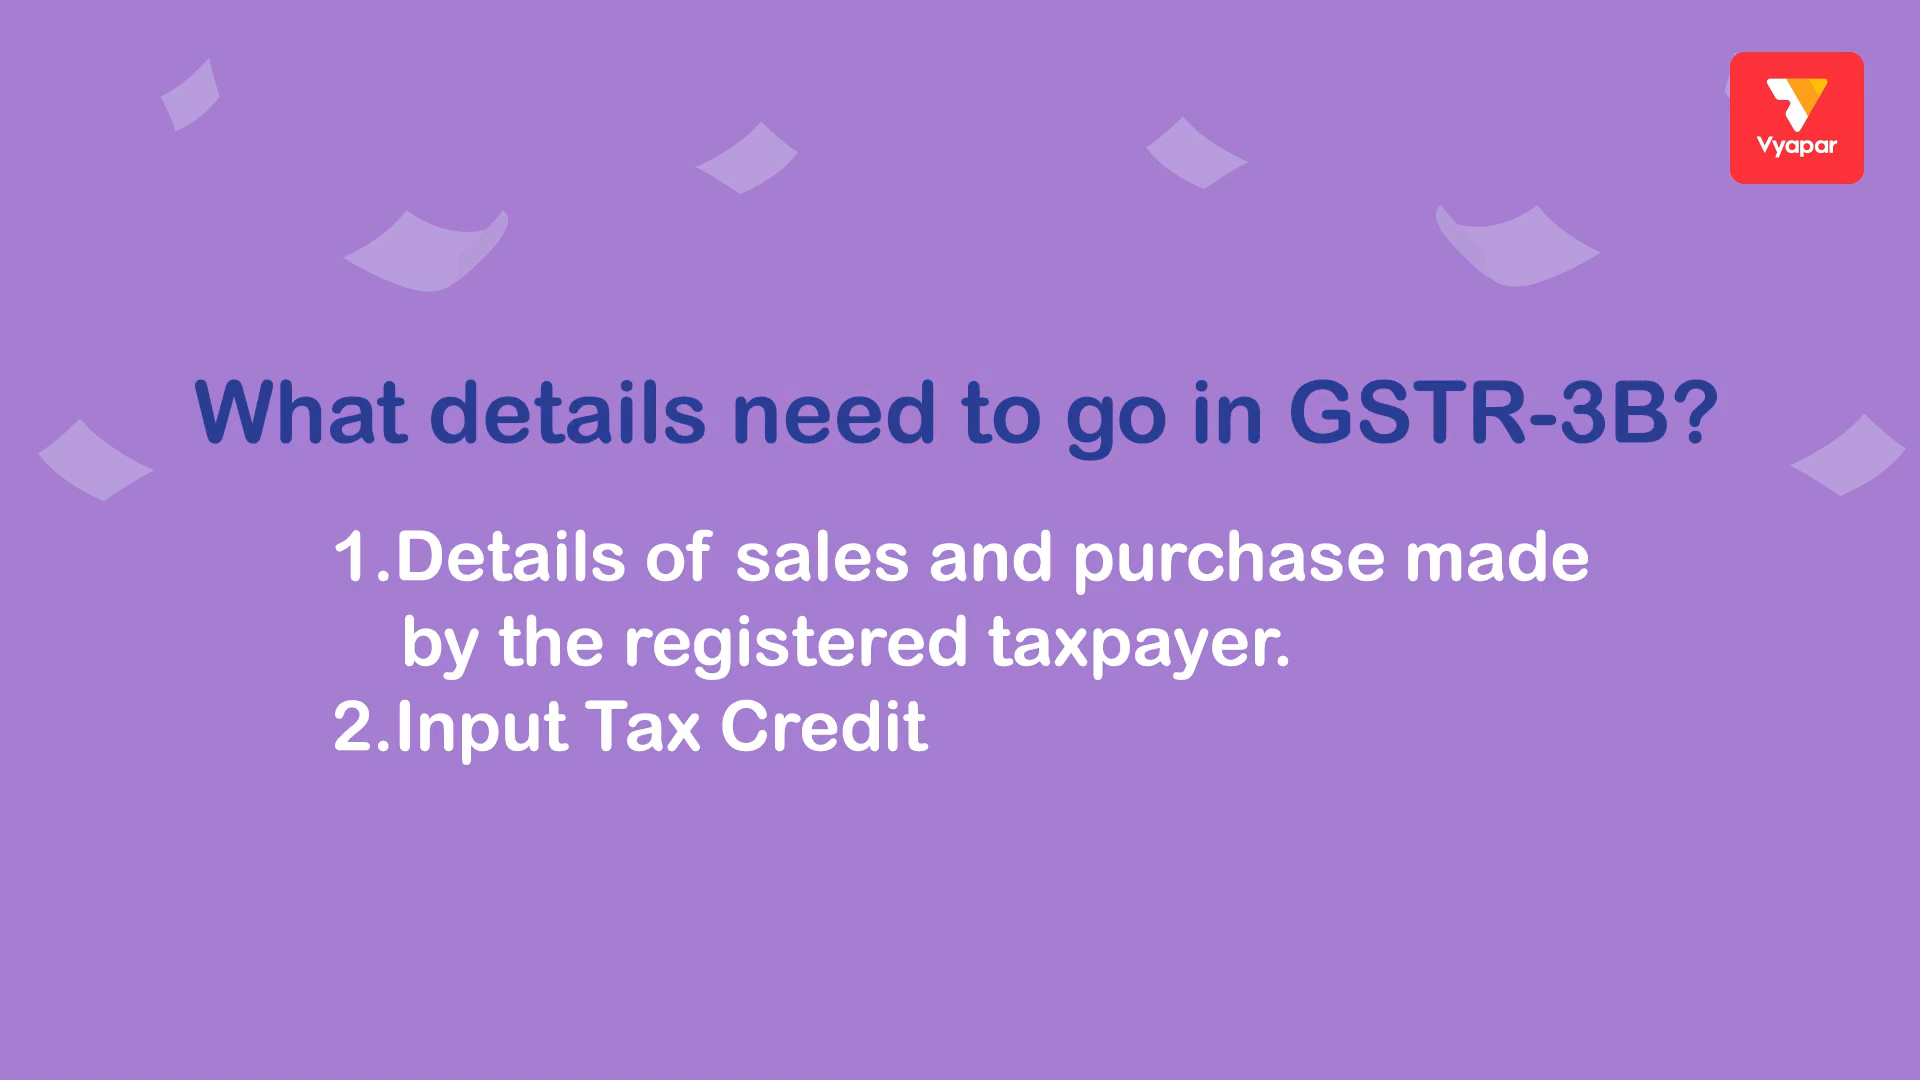 Vyapar
What details need to go in GSTR-3B?
1.Details of sales and purchase made
by the registered taxpayer.
2.Input Tax Credit